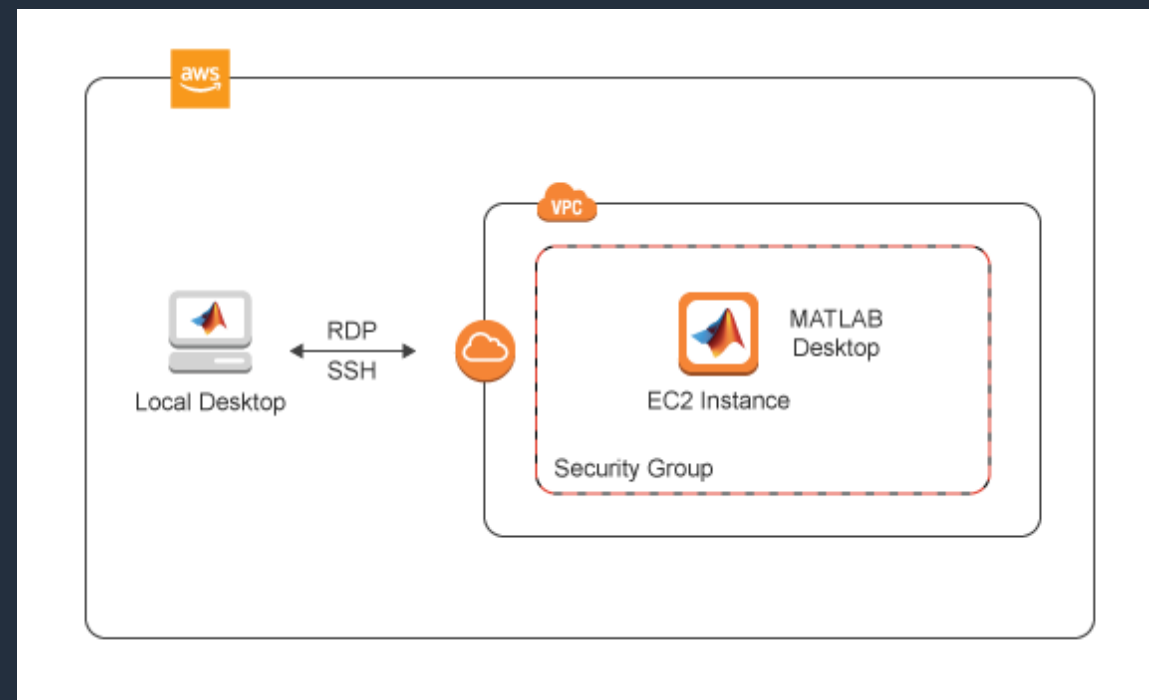 aws
VPC
RDP
SSH
Local Desktop
MATLAB
Desktop
EC2 Instance
Security Group